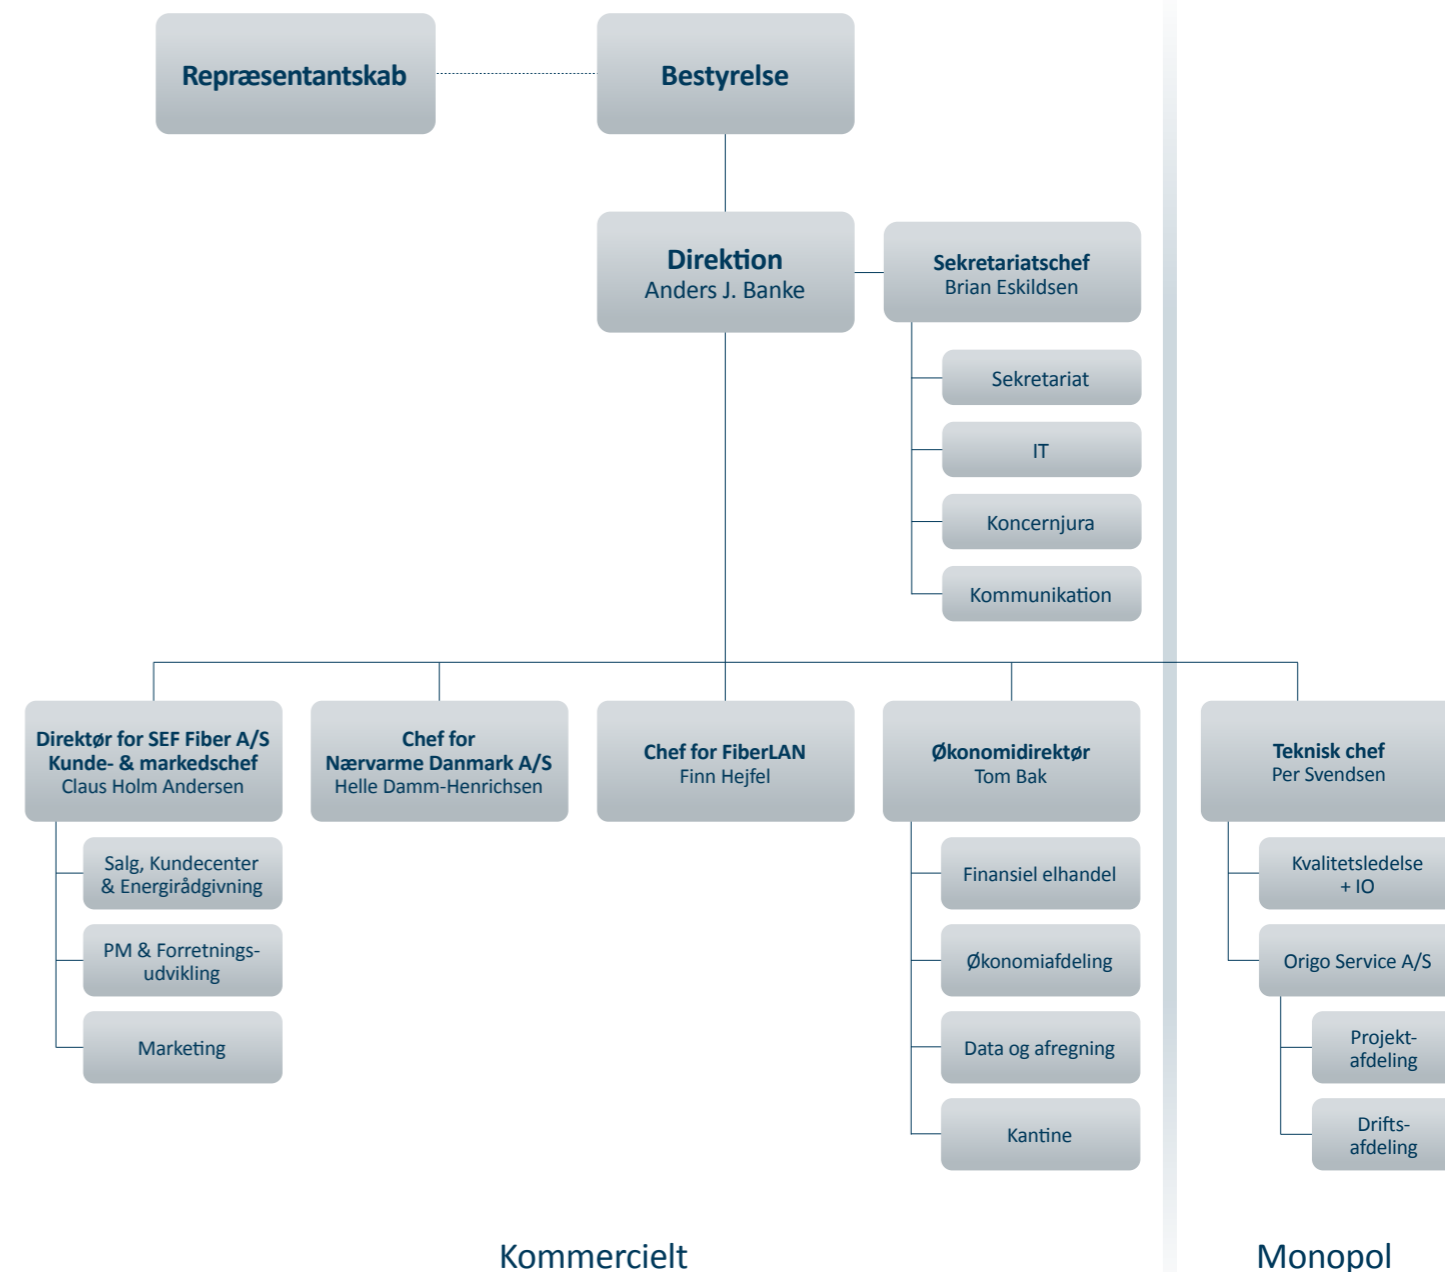 Repræsentantskab
Bestyrelse
Direktion
Anders J. Banke
Sekretariatschef
Brian Eskildsen
Sekretariat
IT
Koncernjura
Kommunikation
Direktør for SEF Fiber A/S
Kunde- & markedschef
Claus Holm Andersen
Salg, Kundecenter
& Energirådgivning
PM & Forretnings-
udvikling
Marketing
Chef for
Nærvarme Danmark A/S
Helle Damm-Henrichsen
Chef for FiberLAN
Finn Hejfel
Økonomidirektør
Tom Bak
Finansiel elhandel
Økonomiafdeling
Data og afregning
Kantine
Teknisk chef
Per Svendsen
Kvalitetsledelse
+ IO
Origo Service A/S
Projekt-
afdeling
Drifts-
afdeling
Kommercielt
Monopol